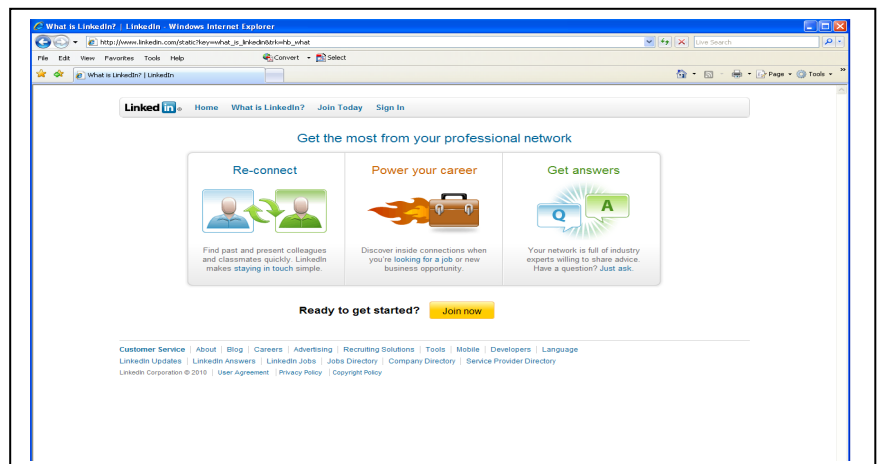 What is LinkedIn? | LinkedIn - Windows Internet Explorer
http://www.linkedin.com/static?key=what_is_linkedin&trk=hb_what
Live Search
File Edit View Favorites Tools Help
Convert Select
What is LinkedIn? | LinkedIn
Page Tools
Linked in Home What is LinkedIn? Join Today Sign In
Get the most from your professional network
Re-connect Power your career Get answers
Q A
Find past and present colleagues Discover inside connections when Your network is full of industry
and classmates quickly. LinkedIn you're looking for a job or new experts willing to share advice.
makes staying in touch simple. business opportunity. Have a question? Just ask.
Ready to get started? Join now
Customer Service | About | Blog | Careers | Advertising | Recruiting Solutions | Tools | Mobile | Developers | Language
LinkedIn Updates | LinkedIn Answers | LinkedIn Jobs | Jobs Directory | Company Directory | Service Provider Directory
LinkedIn Corporation © 2010 | User Agreement | Privacy Policy | Copyright Policy